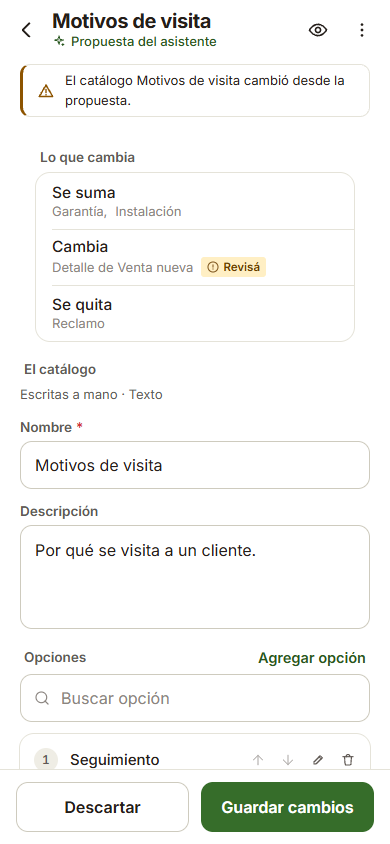 Motivos de visita
Propuesta del asistente
El catálogo Motivos de visita cambió desde la
propuesta.
Lo que cambia
Se suma
Garantía, Instalación
Cambia
Detalle de Venta nueva Revisá
Se quita
Reclamo
El catálogo
Escritas a mano · Texto
Nombre *
Motivos de visita
Descripción
Por qué se visita a un cliente.
Opciones Agregar opción
Buscar opción
1 Seguimiento
Descartar Guardar cambios